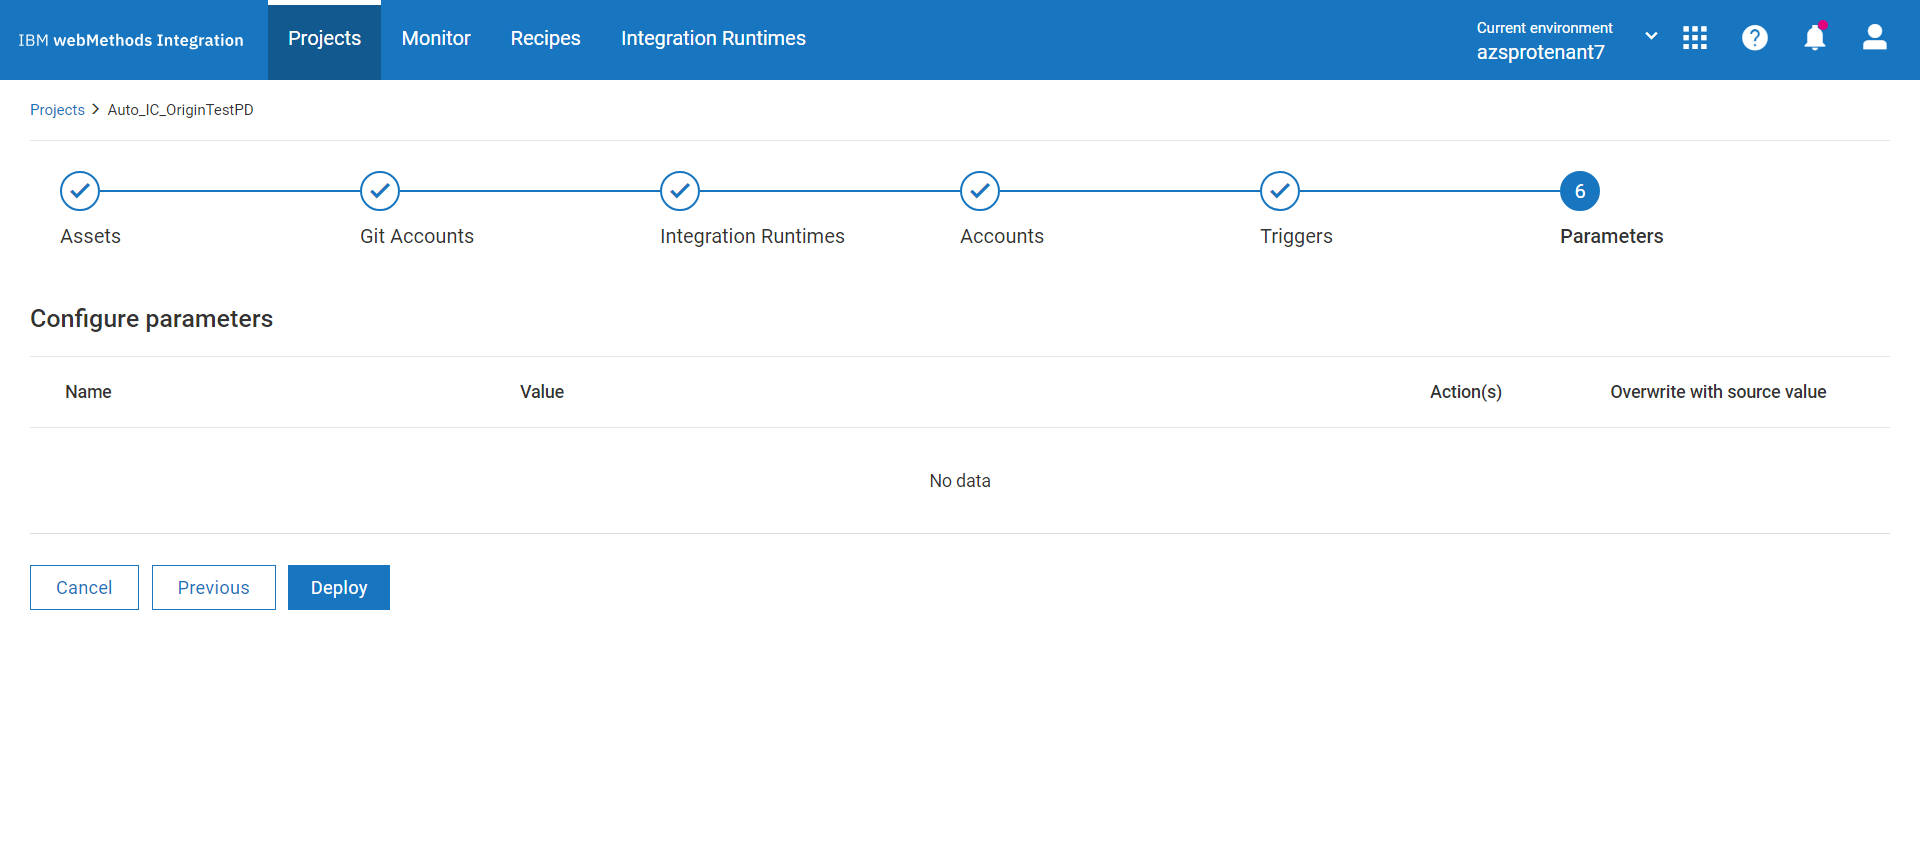 IBM webMethods Integration
Projects
Monitor
Recipes
Integration Runtimes
Current environment
azsprotenant7
Projects > Auto_IC_OriginTestPD
6
Assets
Git Accounts
Integration Runtimes
Accounts
Triggers
Parameters
Configure parameters
Name
Value
Action(s)
Overwrite with source value
No data
Cancel
Previous
Deploy